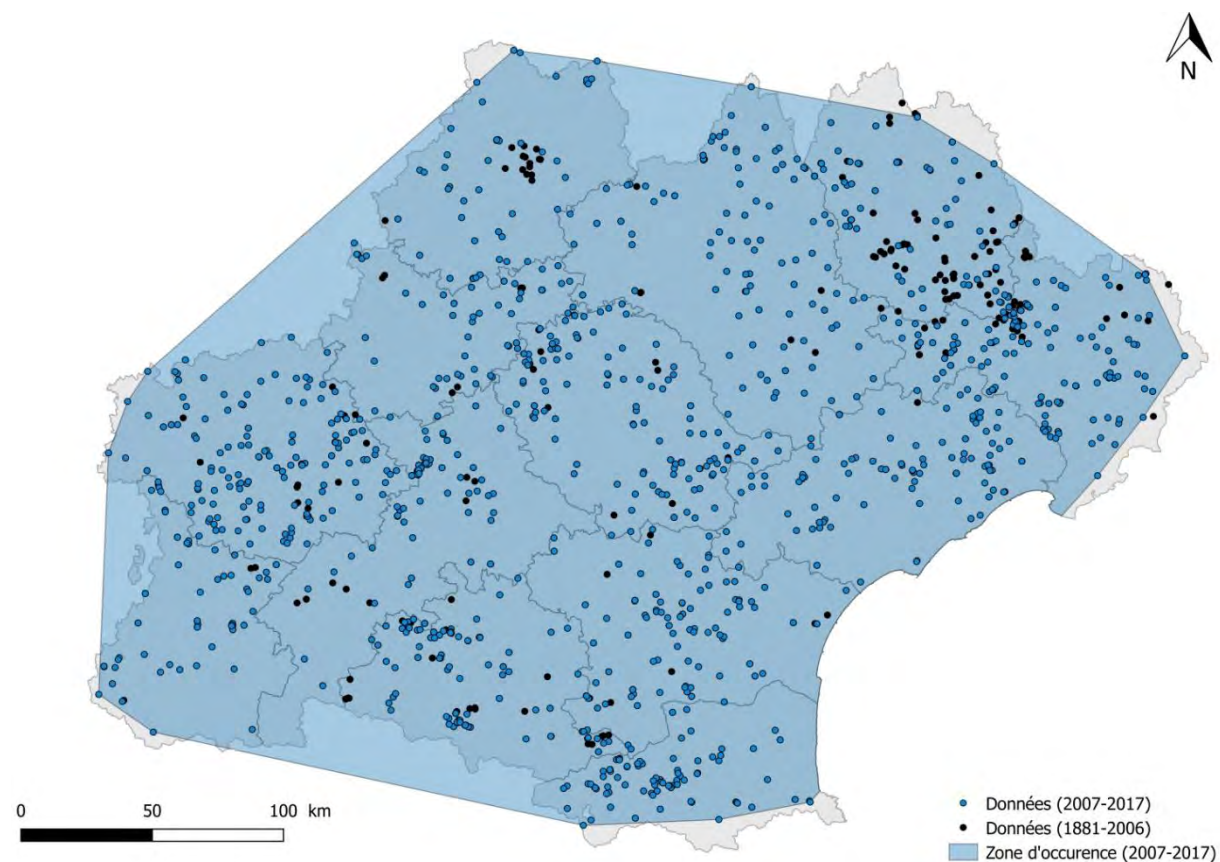 N
0 50 100 km
Données (2007-2017)
Données (1881-2006)
Zone d'occurence (2007-2017)